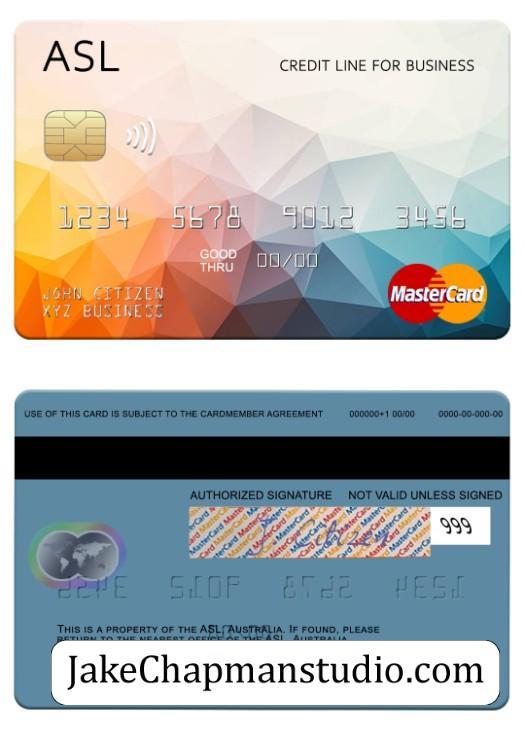 ASL
CREDIT LINE FOR BUSINESS
1234 5678 9012 3456
GOOD
THRU
00/00
JOHN CITIZEN
XYZ BUSINESS
MasterCard
USE OF THIS CARD IS SUBJECT TO THE CARDMEMBER AGREEMENT 000000+1 00/00 0000-00-000-00
AUTHORIZED SIGNATURE NOT VALID UNLESS SIGNED
J. Citizen
999
THIS IS A PROPERTY OF THE ASL, AUSTRALIA. IF FOUND, PLEASE
RETURN TO THE NEAREST OFFICE OF THE ASL, AUSTRALIA
JakeChapmanstudio.com